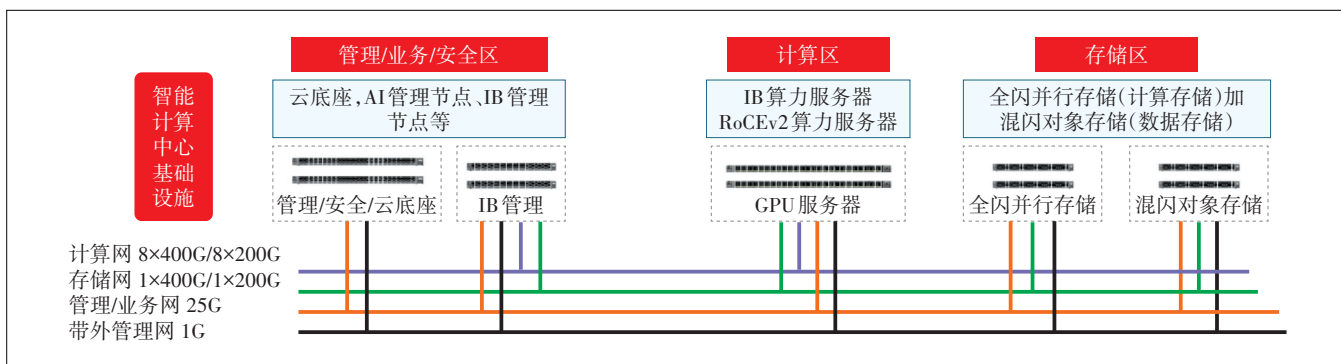 管理/业务/安全区
计算区
存储区
智能
计算
中心
基础
设施
云底座,AI管理节点、IB管理
节点等
IB算力服务器
RoCEv2算力服务器
全闪并行存储(计算存储)加
混闪对象存储(数据存储)
管理/安全/云底座
IB管理
GPU服务器
全闪并行存储
混闪对象存储
计算网 8×400G/8×200G
存储网 1×400G/1×200G
管理/业务网 25G
带外管理网 1G